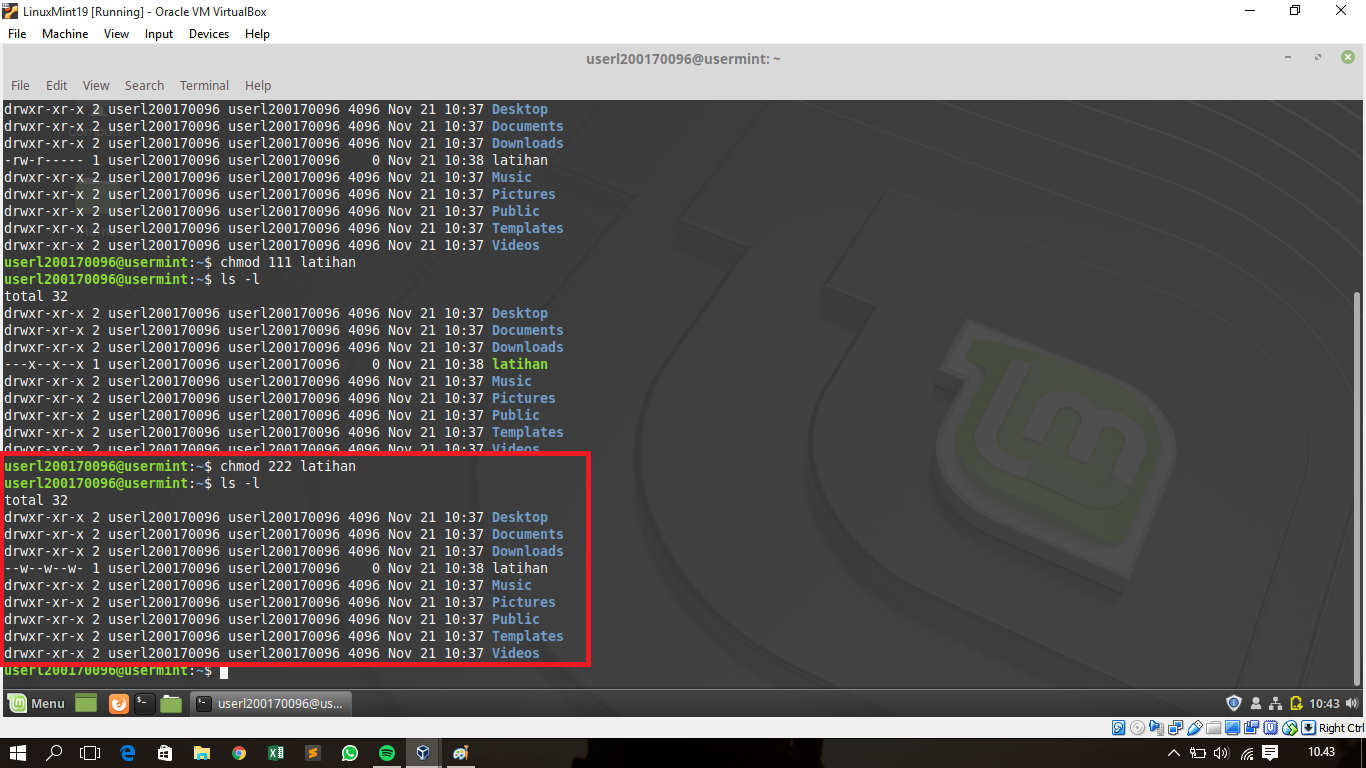 LinuxMint19 [Running] - Oracle VM VirtualBox
File Machine View Input Devices Help
userl200170096@usermint: ~
File Edit View Search Terminal Help
drwxr-xr-x 2 userl200170096 userl200170096 4096 Nov 21 10:37 Desktop
drwxr-xr-x 2 userl200170096 userl200170096 4096 Nov 21 10:37 Documents
drwxr-xr-x 2 userl200170096 userl200170096 4096 Nov 21 10:37 Downloads
-rw-r----- 1 userl200170096 userl200170096    0 Nov 21 10:38 latihan
drwxr-xr-x 2 userl200170096 userl200170096 4096 Nov 21 10:37 Music
drwxr-xr-x 2 userl200170096 userl200170096 4096 Nov 21 10:37 Pictures
drwxr-xr-x 2 userl200170096 userl200170096 4096 Nov 21 10:37 Public
drwxr-xr-x 2 userl200170096 userl200170096 4096 Nov 21 10:37 Templates
drwxr-xr-x 2 userl200170096 userl200170096 4096 Nov 21 10:37 Videos
userl200170096@usermint:~$ chmod 111 latihan
userl200170096@usermint:~$ ls -l
total 32
drwxr-xr-x 2 userl200170096 userl200170096 4096 Nov 21 10:37 Desktop
drwxr-xr-x 2 userl200170096 userl200170096 4096 Nov 21 10:37 Documents
drwxr-xr-x 2 userl200170096 userl200170096 4096 Nov 21 10:37 Downloads
---x--x--x 1 userl200170096 userl200170096    0 Nov 21 10:38 latihan
drwxr-xr-x 2 userl200170096 userl200170096 4096 Nov 21 10:37 Music
drwxr-xr-x 2 userl200170096 userl200170096 4096 Nov 21 10:37 Pictures
drwxr-xr-x 2 userl200170096 userl200170096 4096 Nov 21 10:37 Public
drwxr-xr-x 2 userl200170096 userl200170096 4096 Nov 21 10:37 Templates
drwxr-xr-x 2 userl200170096 userl200170096 4096 Nov 21 10:37 Videos
userl200170096@usermint:~$ chmod 222 latihan
userl200170096@usermint:~$ ls -l
total 32
drwxr-xr-x 2 userl200170096 userl200170096 4096 Nov 21 10:37 Desktop
drwxr-xr-x 2 userl200170096 userl200170096 4096 Nov 21 10:37 Documents
drwxr-xr-x 2 userl200170096 userl200170096 4096 Nov 21 10:37 Downloads
--w--w--w- 1 userl200170096 userl200170096    0 Nov 21 10:38 latihan
drwxr-xr-x 2 userl200170096 userl200170096 4096 Nov 21 10:37 Music
drwxr-xr-x 2 userl200170096 userl200170096 4096 Nov 21 10:37 Pictures
drwxr-xr-x 2 userl200170096 userl200170096 4096 Nov 21 10:37 Public
drwxr-xr-x 2 userl200170096 userl200170096 4096 Nov 21 10:37 Templates
drwxr-xr-x 2 userl200170096 userl200170096 4096 Nov 21 10:37 Videos
userl200170096@usermint:~$
Menu userl200170096@us... 10:43
Right Ctrl
10.43